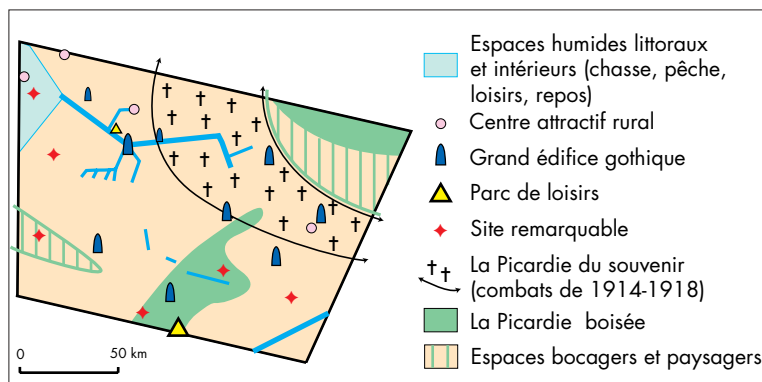 Espaces humides littoraux
et intérieurs (chasse, pêche,
loisirs, repos)
Centre attractif rural
Grand édifice gothique
Parc de loisirs
Site remarquable
La Picardie du souvenir
(combats de 1914-1918)
La Picardie boisée
Espaces bocagers et paysagers
0 50 km